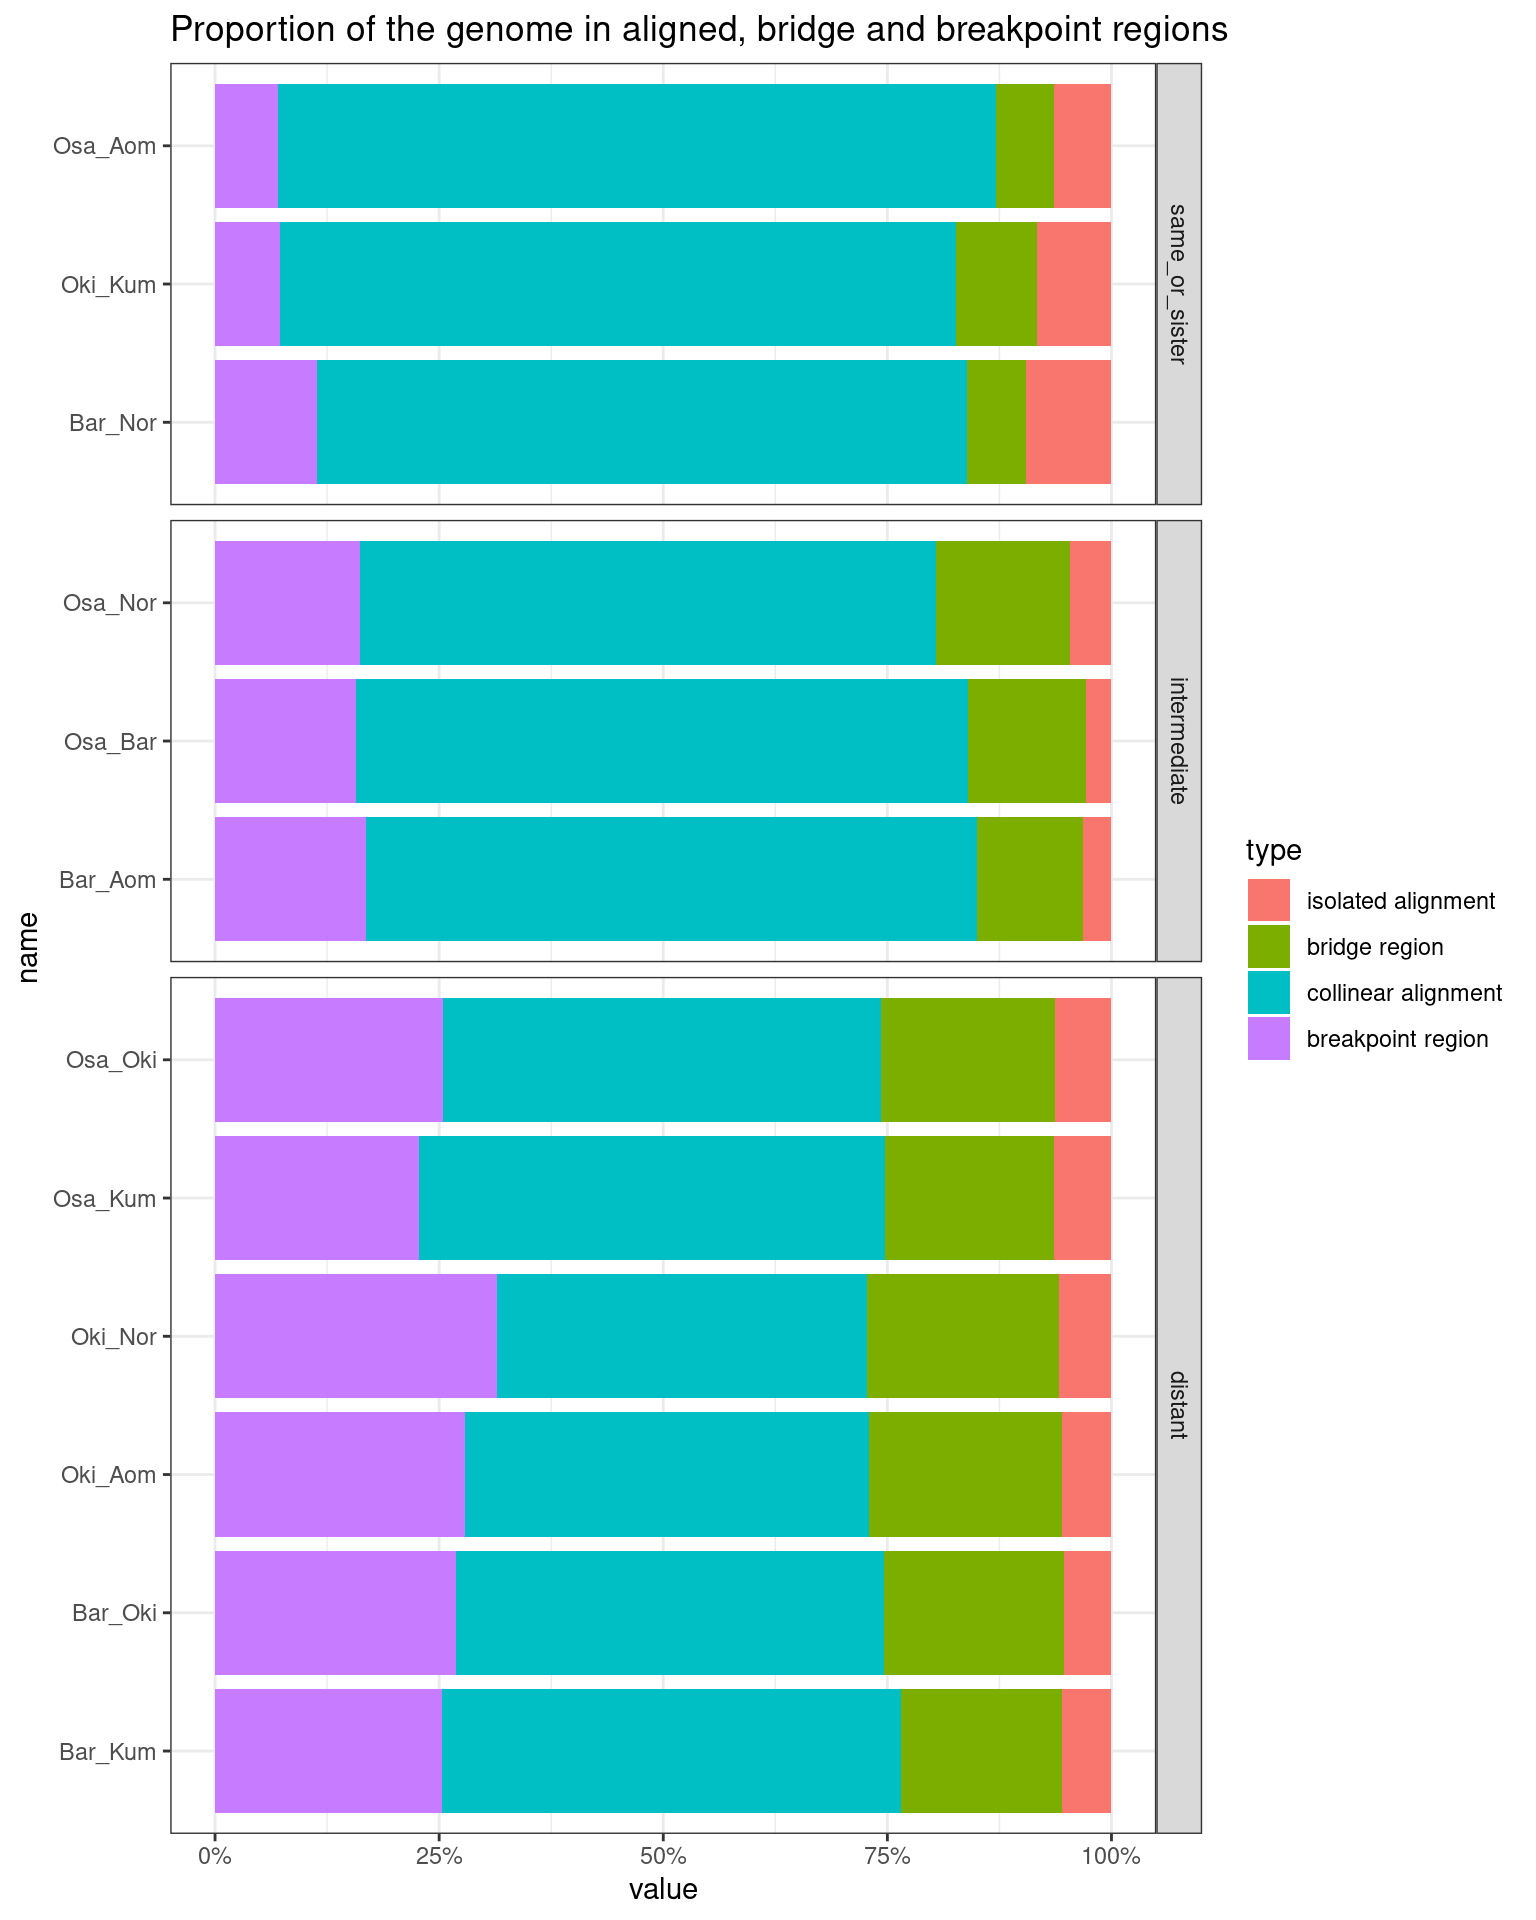 Proportion of the genome in aligned, bridge and breakpoint regions
Osa_Aom
Oki_Kum
Bar_Nor
same_or_sister
Osa_Nor
Osa_Bar
Bar_Aom
intermediate
Osa_Oki
Osa_Kum
Oki_Nor
Oki_Aom
Bar_Oki
Bar_Kum
distant
name
0% 25% 50% 75% 100%
value
type
isolated alignment
bridge region
collinear alignment
breakpoint region